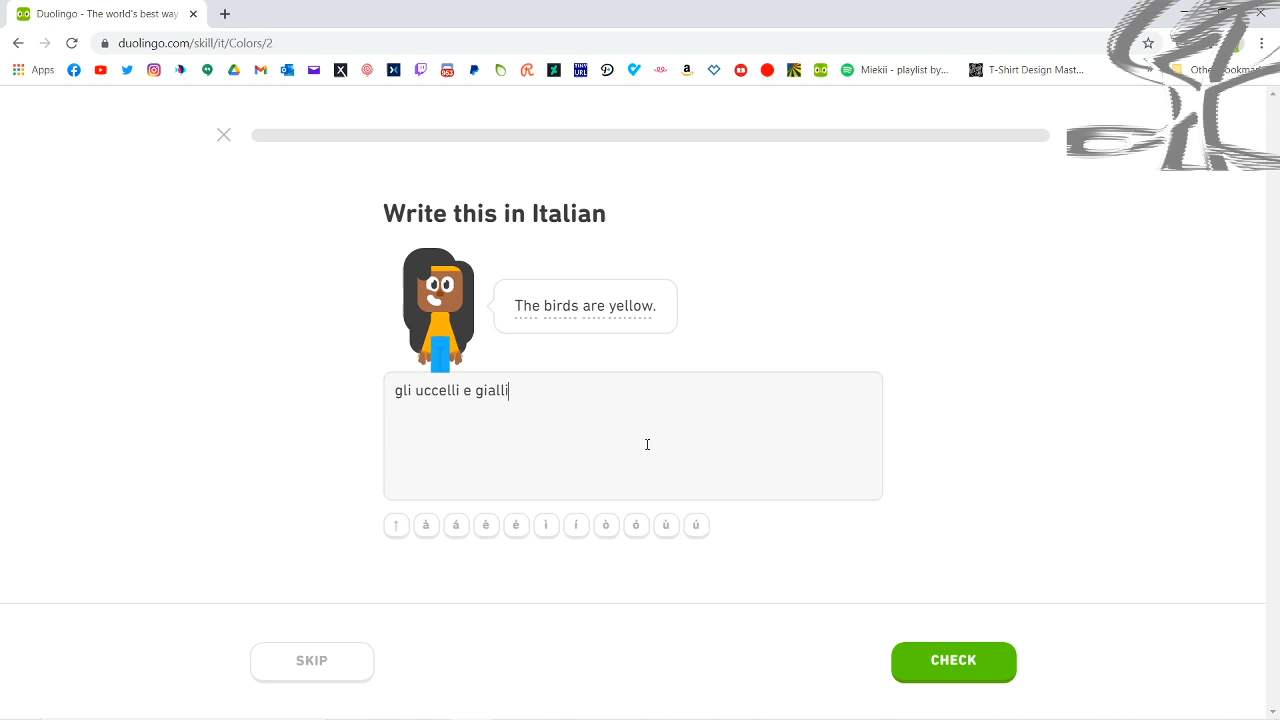 Duolingo - The world's best way
duolingo.com/skill/it/Colors/2
Apps
Miekii - playlist by...
T-Shirt Design Mast...
Write this in Italian
The birds are yellow.
gli uccelli e gialli
↑ à á è é ì í ò ó ù ú
SKIP
CHECK